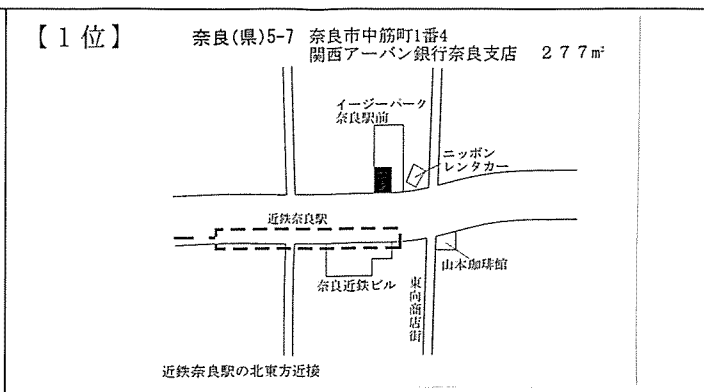 【1位】 奈良(県)5-7 奈良市中筋町1番4
関西アーバン銀行奈良支店 277㎡
イージーパーク
奈良駅前
ニッポン
レンタカー
近鉄奈良駅
奈良近鉄ビル
山本珈琲館
東向商店街
近鉄奈良駅の北東方近接